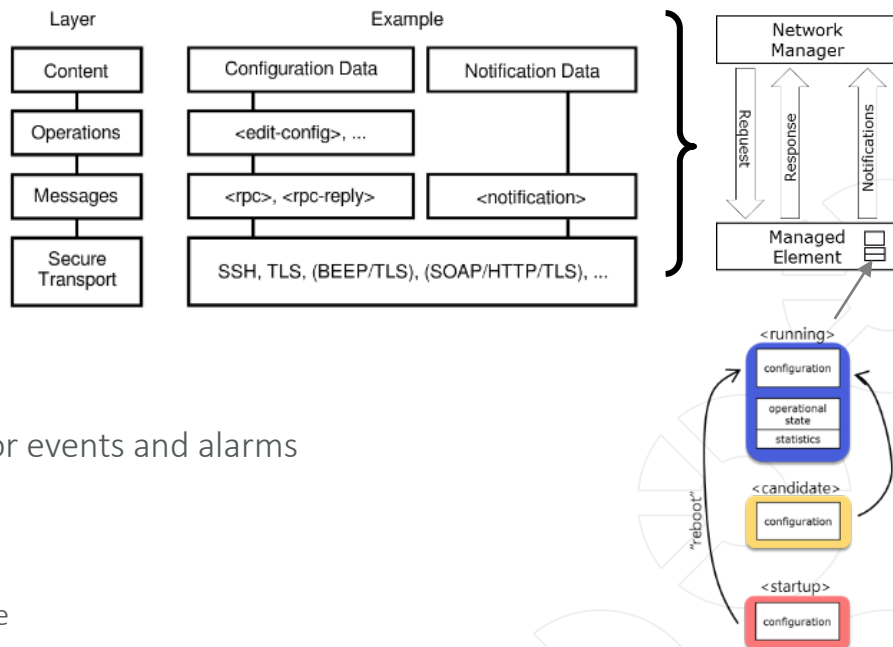 Layer
Example
Content
Configuration Data
Notification Data
Operations
<edit-config>, ...
Messages
<rpc>, <rpc-reply>
<notification>
Secure
Transport
SSH, TLS, (BEEP/TLS), (SOAP/HTTP/TLS), ...
Network
Manager
Request
Response
Notifications
Managed
Element
<running>
configuration
operational
state
statistics
<candidate>
configuration
"reboot"
<startup>
configuration
or events and alarms
e